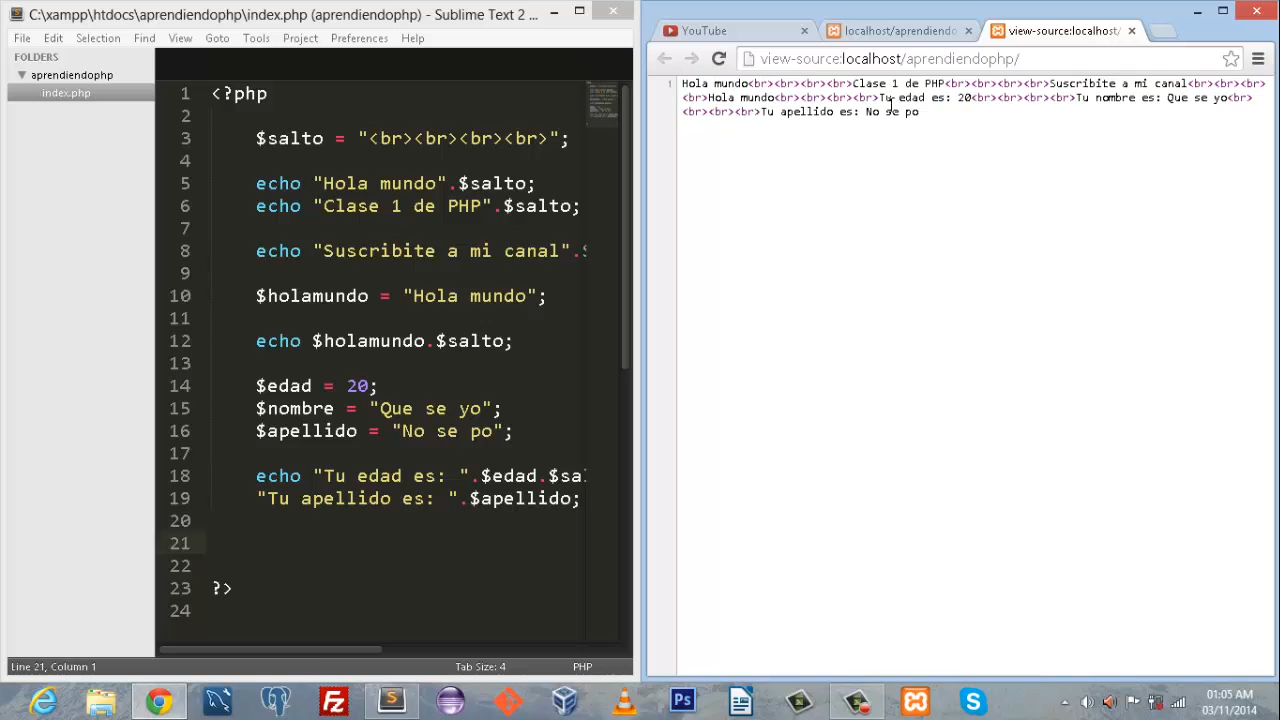 C:\xampp\htdocs\aprendiendophp\index.php (aprendiendophp) - Sublime Text 2 ...
File Edit Selection Find View Goto Tools Project Preferences Help
FOLDERS
aprendiendophp
index.php
1 <?php
2
3 $salto = "<br><br><br><br>";
4
5 echo "Hola mundo".$salto;
6 echo "Clase 1 de PHP".$salto;
7
8 echo "Suscribite a mi canal".$
9
10 $holamundo = "Hola mundo";
11
12 echo $holamundo.$salto;
13
14 $edad = 20;
15 $nombre = "Que se yo";
16 $apellido = "No se po";
17
18 echo "Tu edad es: ".$edad.$sal
19 "Tu apellido es: ".$apellido;
20
21
22
23 ?>
24
Line 21, Column 1 Tab Size: 4 PHP
YouTube localhost/aprendiendo view-source:localhost/
view-source:localhost/aprendiendophp/
1 Hola mundo<br><br><br><br>Clase 1 de PHP<br><br><br><br>Suscribite a mi canal<br><br><br>
<br>Hola mundo<br><br><br><br>Tu edad es: 20<br><br><br><br>Tu nombre es: Que se yo<br>
<br><br><br>Tu apellido es: No se po
01:05 AM
03/11/2014